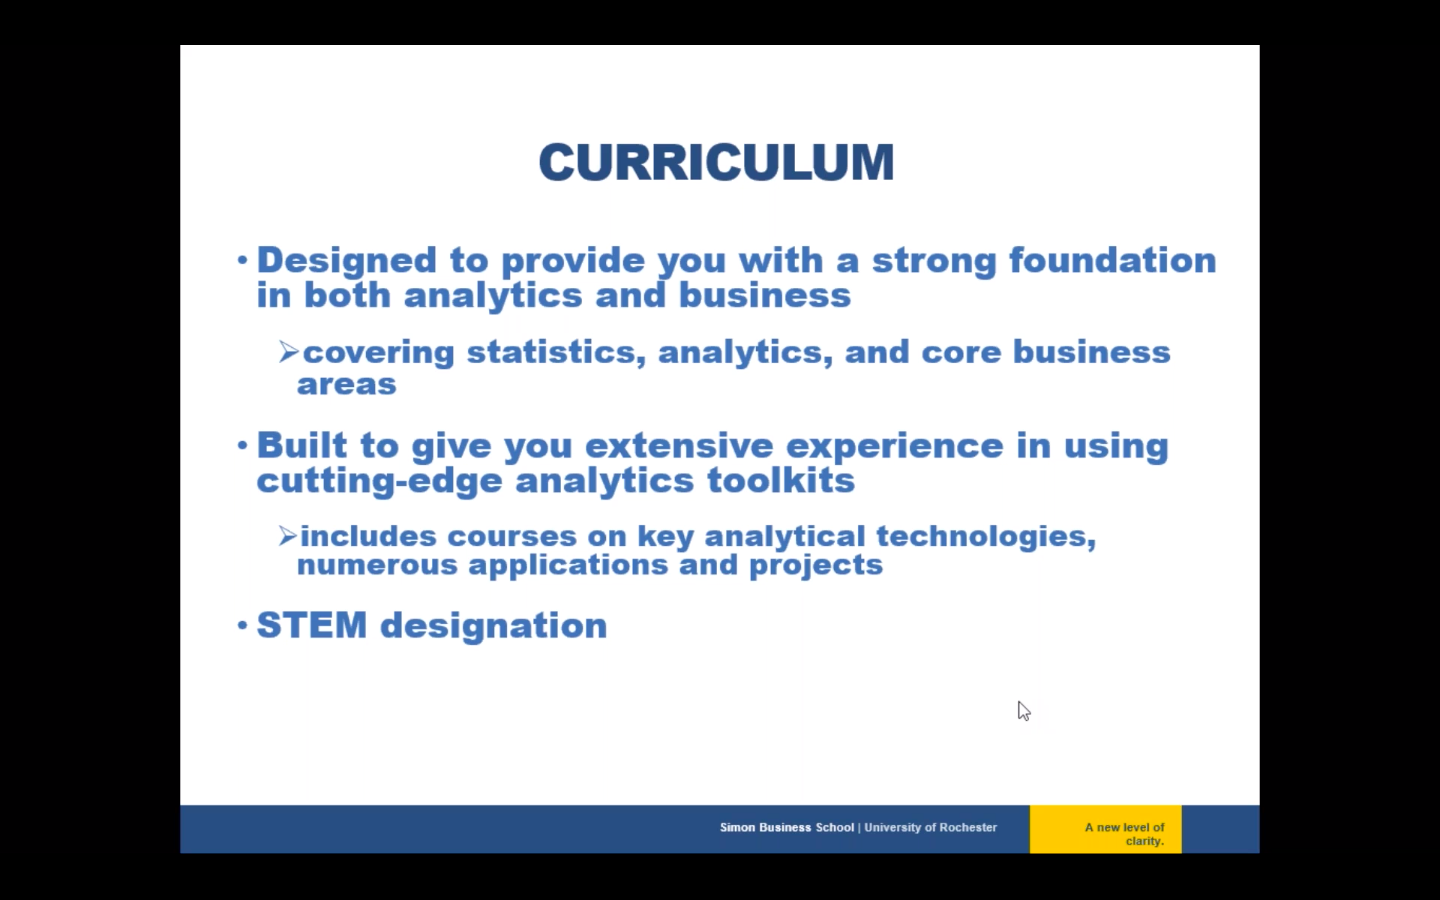 CURRICULUM
• Designed to provide you with a strong foundation
in both analytics and business
➢covering statistics, analytics, and core business
areas
• Built to give you extensive experience in using
cutting-edge analytics toolkits
➢includes courses on key analytical technologies,
numerous applications and projects
• STEM designation
Simon Business School | University of Rochester
A new level of
clarity.